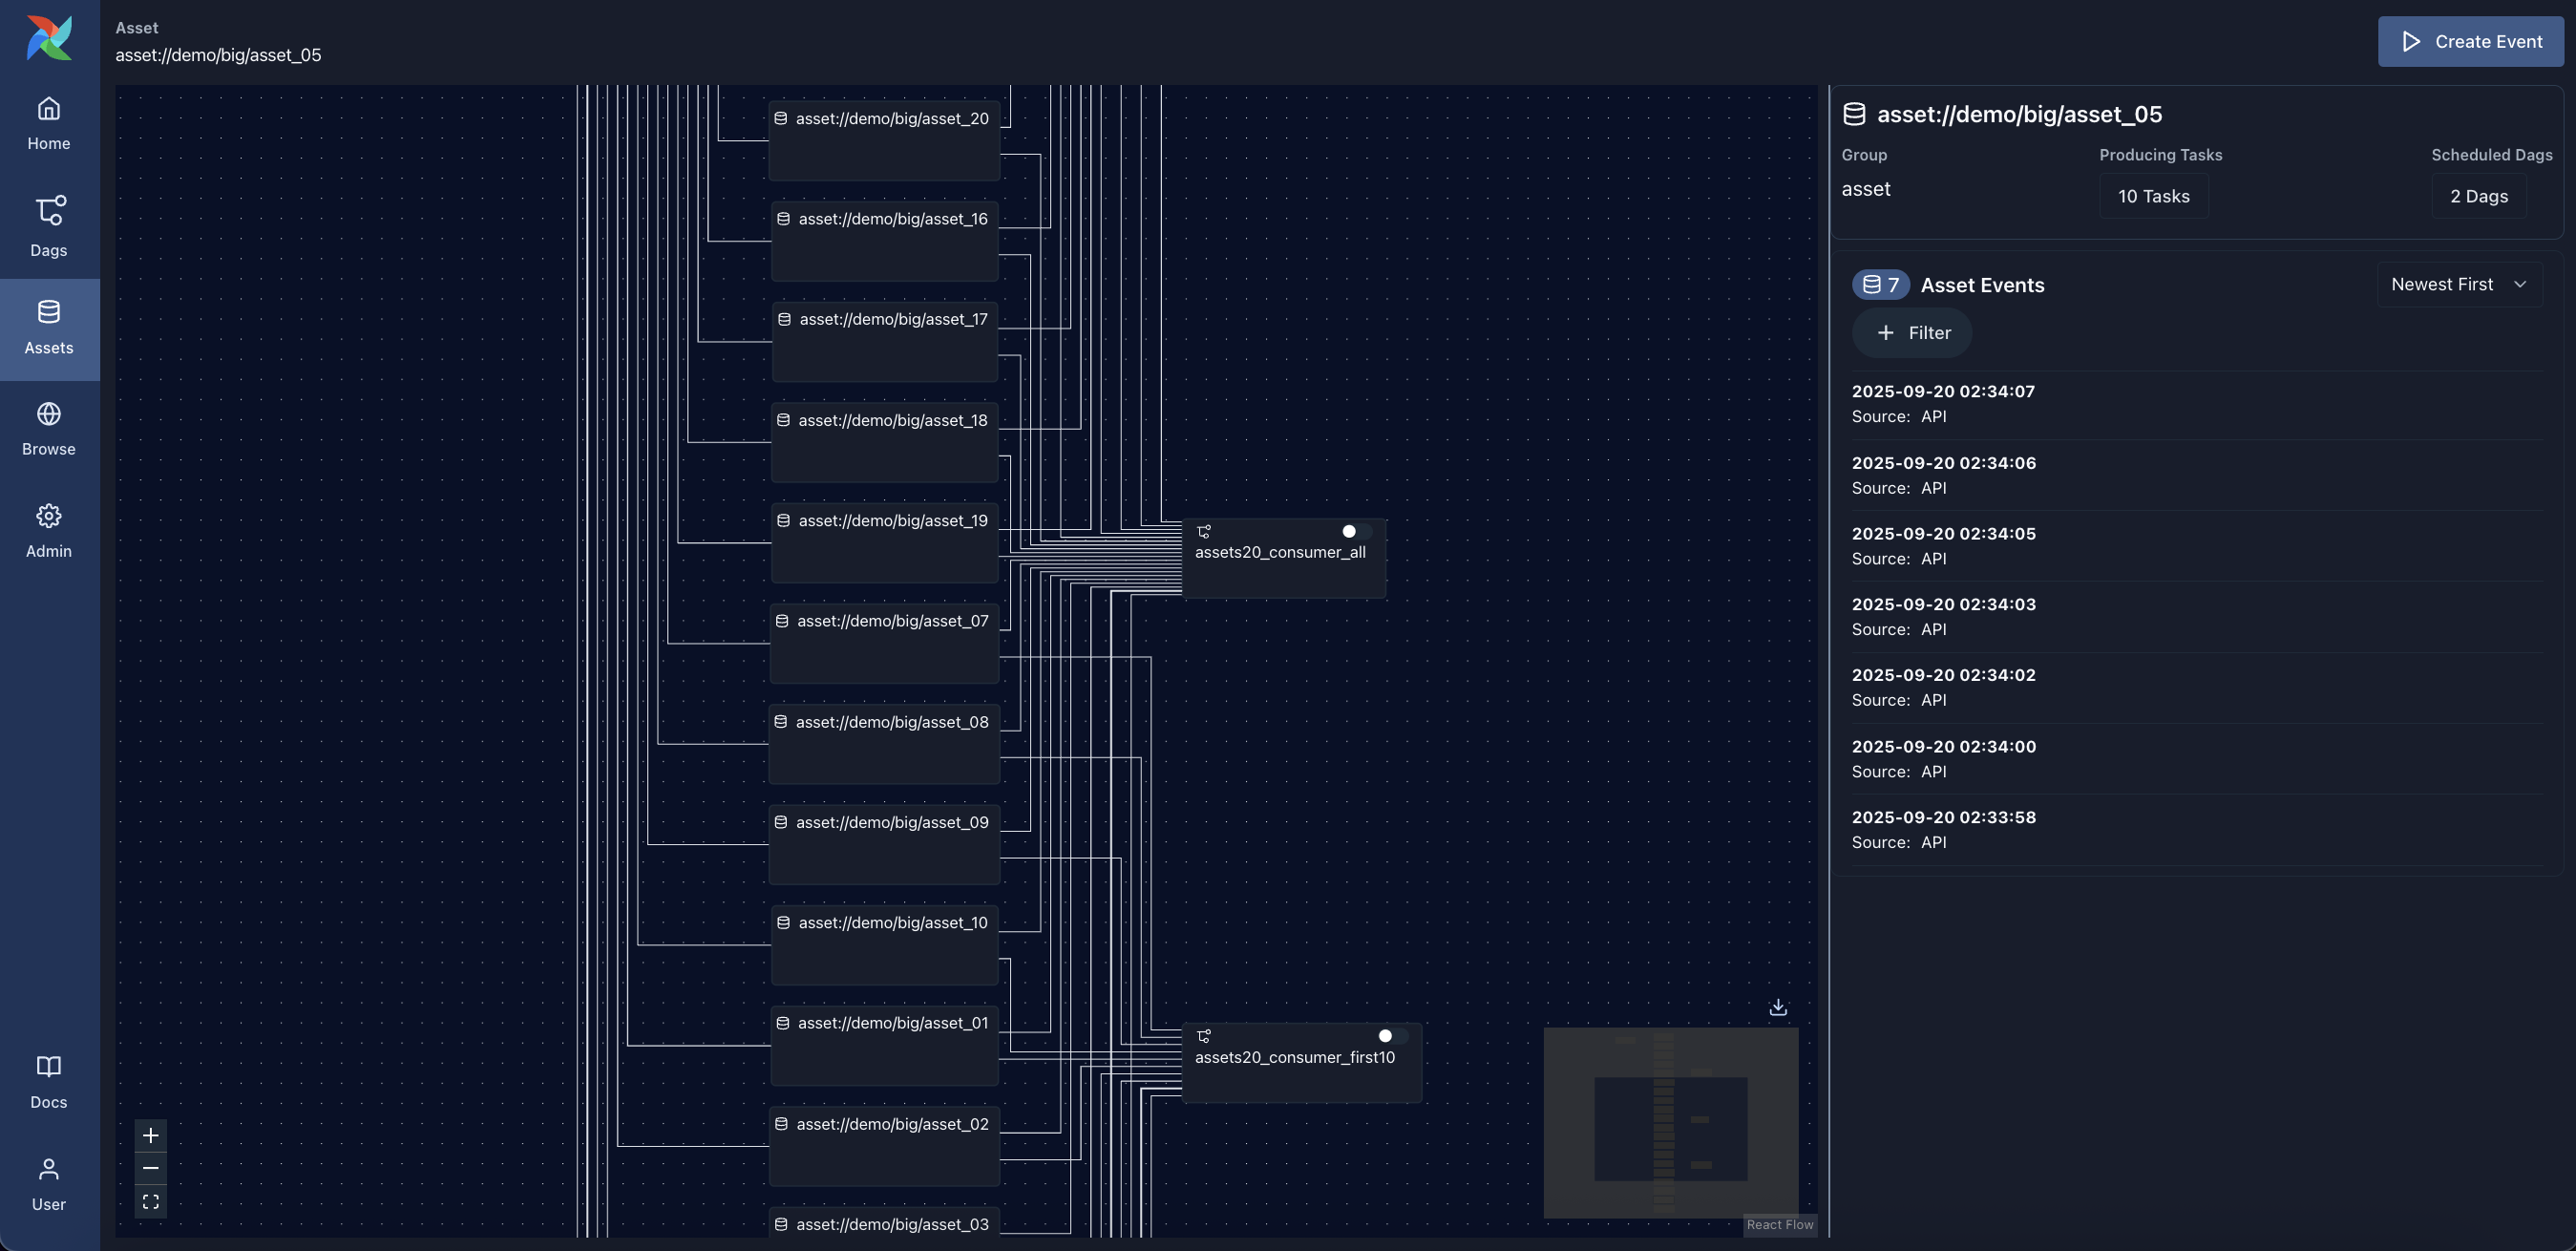 Asset
asset://demo/big/asset_05
Create Event
Home
Dags
Assets
Browse
Admin
Docs
User
asset://demo/big/asset_20
asset://demo/big/asset_16
asset://demo/big/asset_17
asset://demo/big/asset_18
asset://demo/big/asset_19
asset://demo/big/asset_07
asset://demo/big/asset_08
asset://demo/big/asset_09
asset://demo/big/asset_10
asset://demo/big/asset_01
asset://demo/big/asset_02
asset://demo/big/asset_03
assets20_consumer_all
assets20_consumer_first10
React Flow
asset://demo/big/asset_05
Group
asset
Producing Tasks
10 Tasks
Scheduled Dags
2 Dags
7 Asset Events
Newest First
Filter
2025-09-20 02:34:07
Source: API
2025-09-20 02:34:06
Source: API
2025-09-20 02:34:05
Source: API
2025-09-20 02:34:03
Source: API
2025-09-20 02:34:02
Source: API
2025-09-20 02:34:00
Source: API
2025-09-20 02:33:58
Source: API